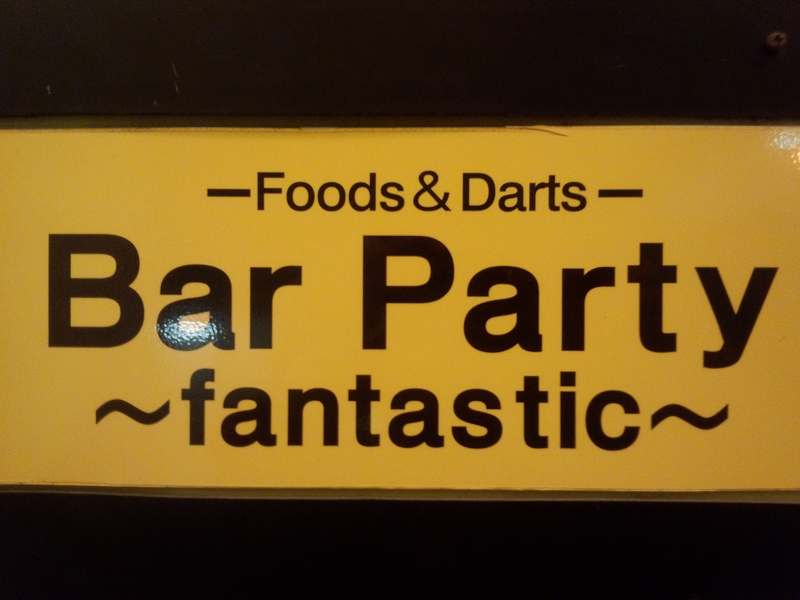 —Foods & Darts—
Bar Party
~fantastic~